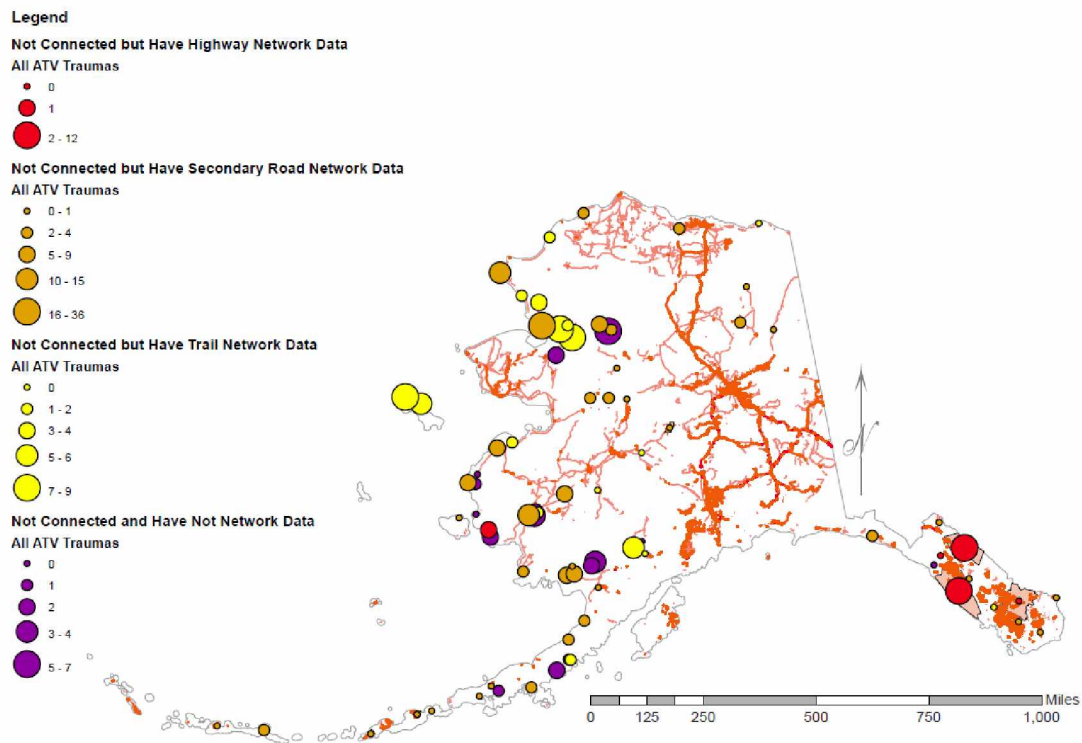 Legend
Not Connected but Have Highway Network Data
All ATV Traumas
0
1
2 - 12
Not Connected but Have Secondary Road Network Data
All ATV Traumas
0 - 1
2 - 4
5 - 9
10 - 15
16 - 36
Not Connected but Have Trail Network Data
All ATV Traumas
0
1 - 2
3 - 4
5 - 6
7 - 9
Not Connected and Have Not Network Data
All ATV Traumas
0
1
2
3 - 4
5 - 7
N
Miles
0 125 250 500 750 1,000